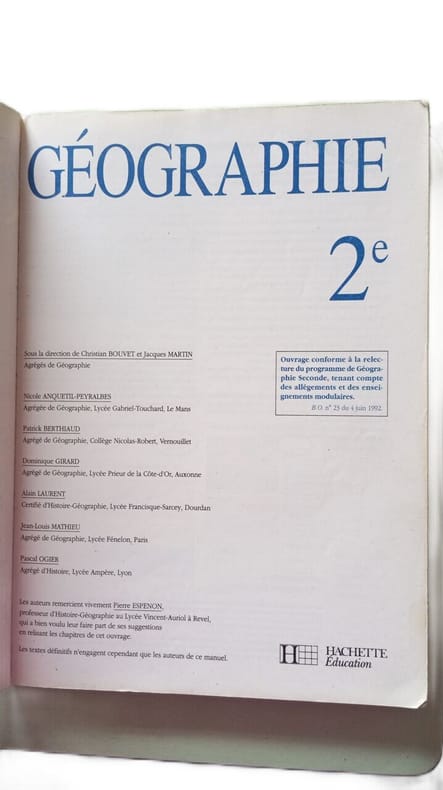 GÉOGRAPHIE
2e
Sous la direction de Christian BOUVET et Jacques MARTIN
Agrégés de Géographie
Ouvrage conforme à la relec-
ture du programme de Géogra-
phie Seconde, tenant compte
des allégements et des ensei-
gnements modulaires.
B.O. n° 23 du 4 juin 1992.
Nicole ANQUETIL-PEYRALBES
Agrégée de Géographie, Lycée Gabriel-Touchard, Le Mans
Patrick BERTHIAUD
Agrégé de Géographie, Collège Nicolas-Robert, Vernouillet
Dominique GIRARD
Agrégé de Géographie, Lycée Prieur de la Côte-d'Or, Auxonne
Alain LAURENT
Certifié d'Histoire-Géographie, Lycée Francisque-Sarcey, Dourdan
Jean-Louis MATHIEU
Agrégé de Géographie, Lycée Fénelon, Paris
Pascal OGIER
Agrégé d'Histoire, Lycée Ampère, Lyon
Les auteurs remercient vivement Pierre ESPENON,
professeur d'Histoire-Géographie au Lycée Vincent-Auriol à Revel,
qui a bien voulu leur faire part de ses suggestions
en relisant les chapitres de cet ouvrage.
Les textes définitifs n'engagent cependant que les auteurs de ce manuel.
H HACHETTE
Éducation